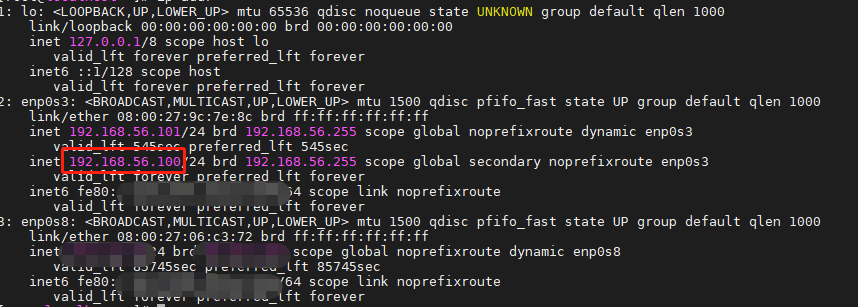 1: lo: <LOOPBACK,UP,LOWER_UP> mtu 65536 qdisc noqueue state UNKNOWN group default qlen 1000
link/loopback 00:00:00:00:00:00 brd 00:00:00:00:00:00
inet 127.0.0.1/8 scope host lo
valid_lft forever preferred_lft forever
inet6 ::1/128 scope host
valid_lft forever preferred_lft forever
2: enp0s3: <BROADCAST,MULTICAST,UP,LOWER_UP> mtu 1500 qdisc pfifo_fast state UP group default qlen 1000
link/ether 08:00:27:9c:7e:8c brd ff:ff:ff:ff:ff:ff
inet 192.168.56.101/24 brd 192.168.56.255 scope global noprefixroute dynamic enp0s3
valid_lft 545sec preferred_lft 545sec
inet 192.168.56.100/24 brd 192.168.56.255 scope global secondary noprefixroute enp0s3
valid_lft forever preferred_lft forever
inet6 fe80: 64 scope link noprefixroute
valid_lft forever preferred_lft forever
3: enp0s8: <BROADCAST,MULTICAST,UP,LOWER_UP> mtu 1500 qdisc pfifo_fast state UP group default qlen 1000
link/ether 08:00:27:06:c3:72 brd ff:ff:ff:ff:ff:ff
inet 24 brd scope global noprefixroute dynamic enp0s8
valid_lft 85745sec preferred_lft 85745sec
inet6 fe80: /64 scope link noprefixroute
valid_lft forever preferred_lft forever